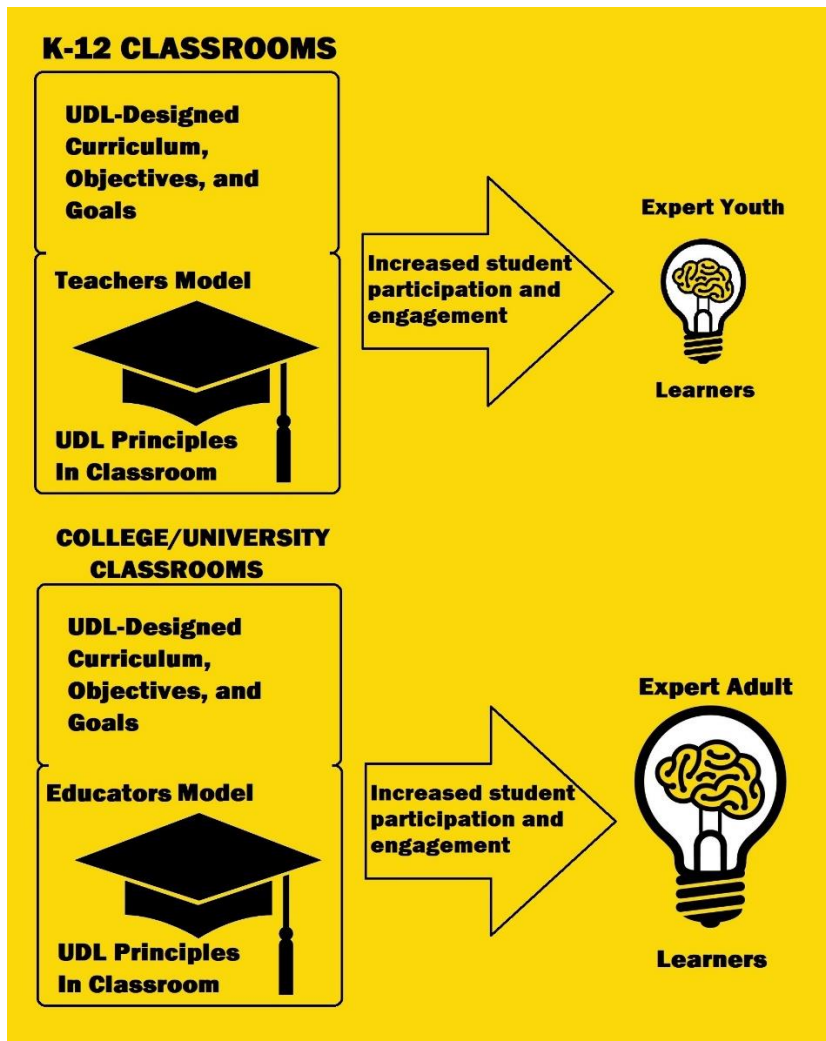 K-12 CLASSROOMS
UDL-Designed
Curriculum,
Objectives, and
Goals
Teachers Model
UDL Principles
In Classroom
Increased student
participation and
engagement
Expert Youth
Learners
COLLEGE/UNIVERSITY
CLASSROOMS
UDL-Designed
Curriculum,
Objectives, and
Goals
Educators Model
UDL Principles
In Classroom
Increased student
participation and
engagement
Expert Adult
Learners